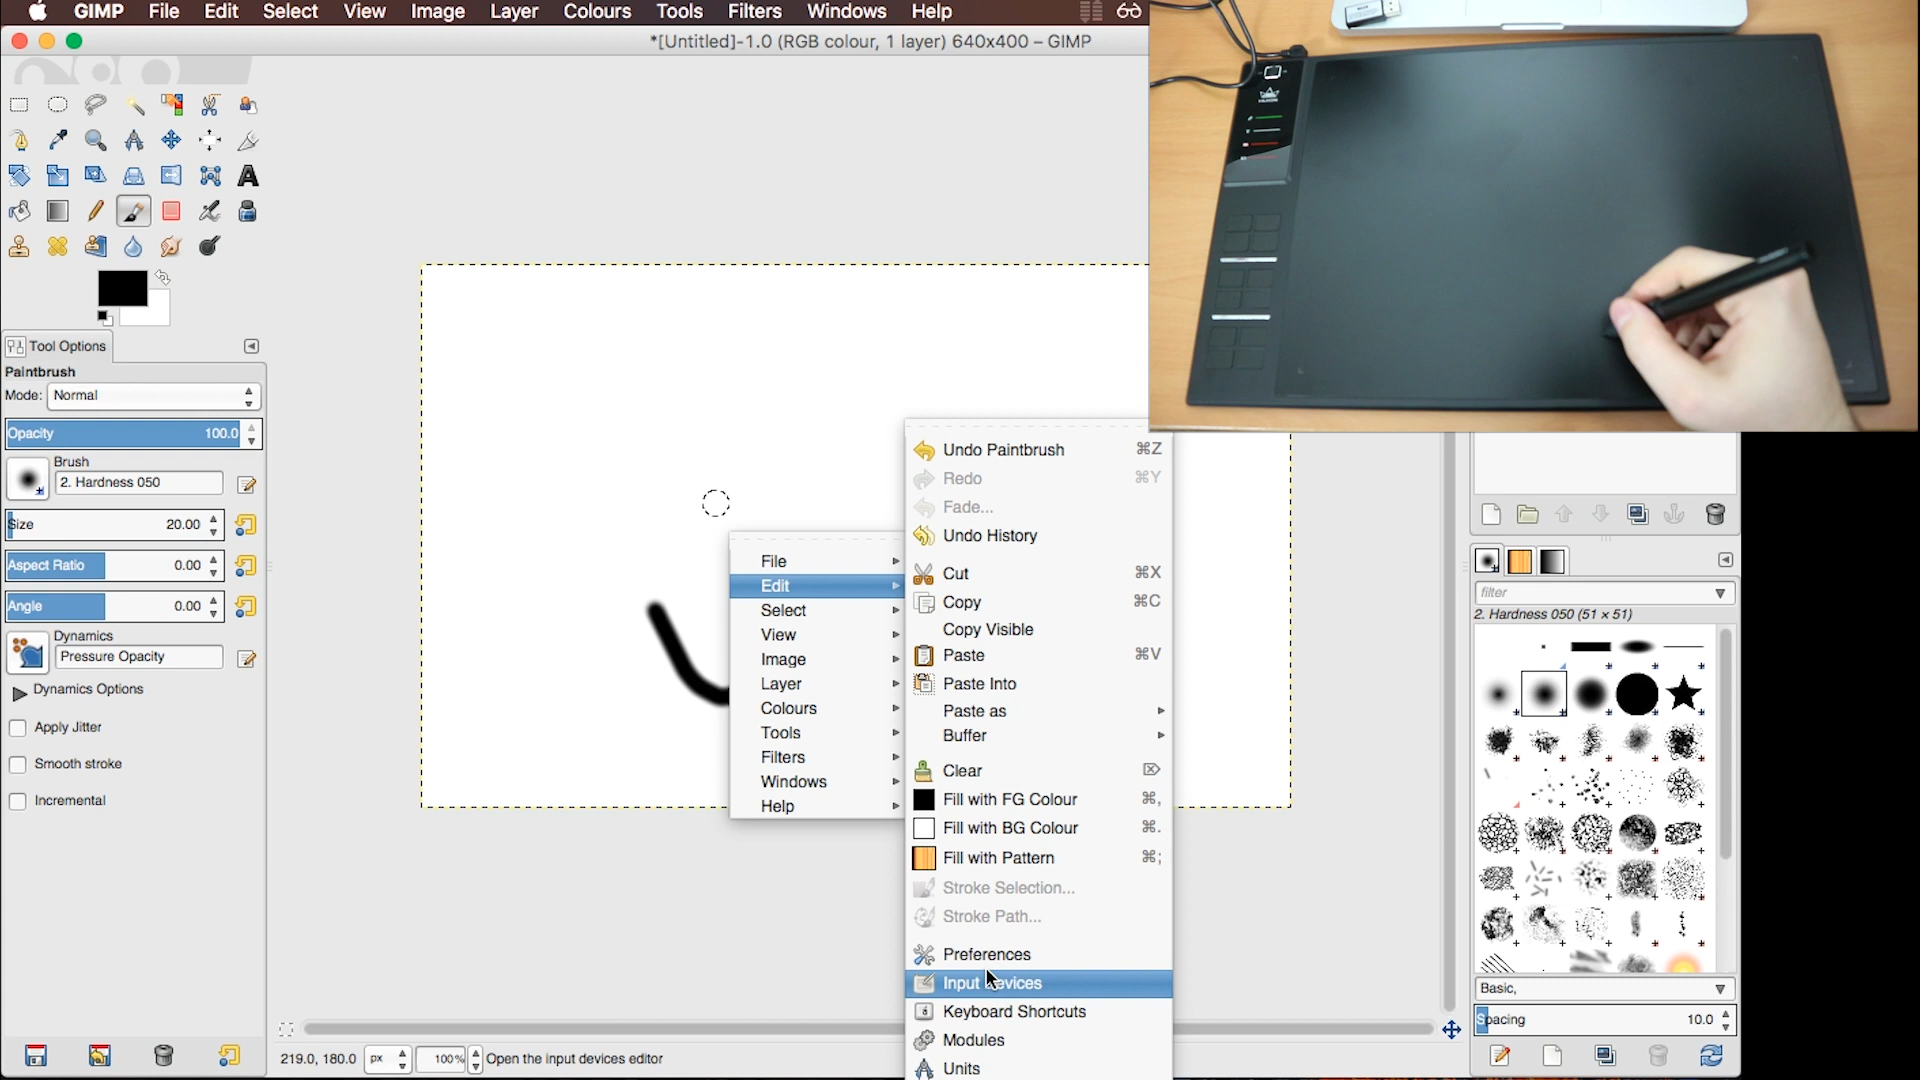 GIMP File Edit Select View Image Layer Colours Tools Filters Windows Help
*[Untitled]-1.0 (RGB colour, 1 layer) 640x400 – GIMP
Tool Options
Paintbrush
Mode: Normal
Opacity 100.0
Brush
2. Hardness 050
Size 20.00
Aspect Ratio 0.00
Angle 0.00
Dynamics
Pressure Opacity
Dynamics Options
Apply Jitter
Smooth stroke
Incremental
File
Edit
Select
View
Image
Layer
Colours
Tools
Filters
Windows
Help
Undo Paintbrush ⌘Z
Redo ⌘Y
Fade...
Undo History
Cut ⌘X
Copy ⌘C
Copy Visible
Paste ⌘V
Paste Into
Paste as
Buffer
Clear ⌦
Fill with FG Colour ⌘,
Fill with BG Colour ⌘.
Fill with Pattern ⌘;
Stroke Selection...
Stroke Path...
Preferences
Input Devices
Keyboard Shortcuts
Modules
Units
filter
2. Hardness 050 (51 × 51)
Basic,
Spacing 10.0
219.0, 180.0 px 100% Open the input devices editor